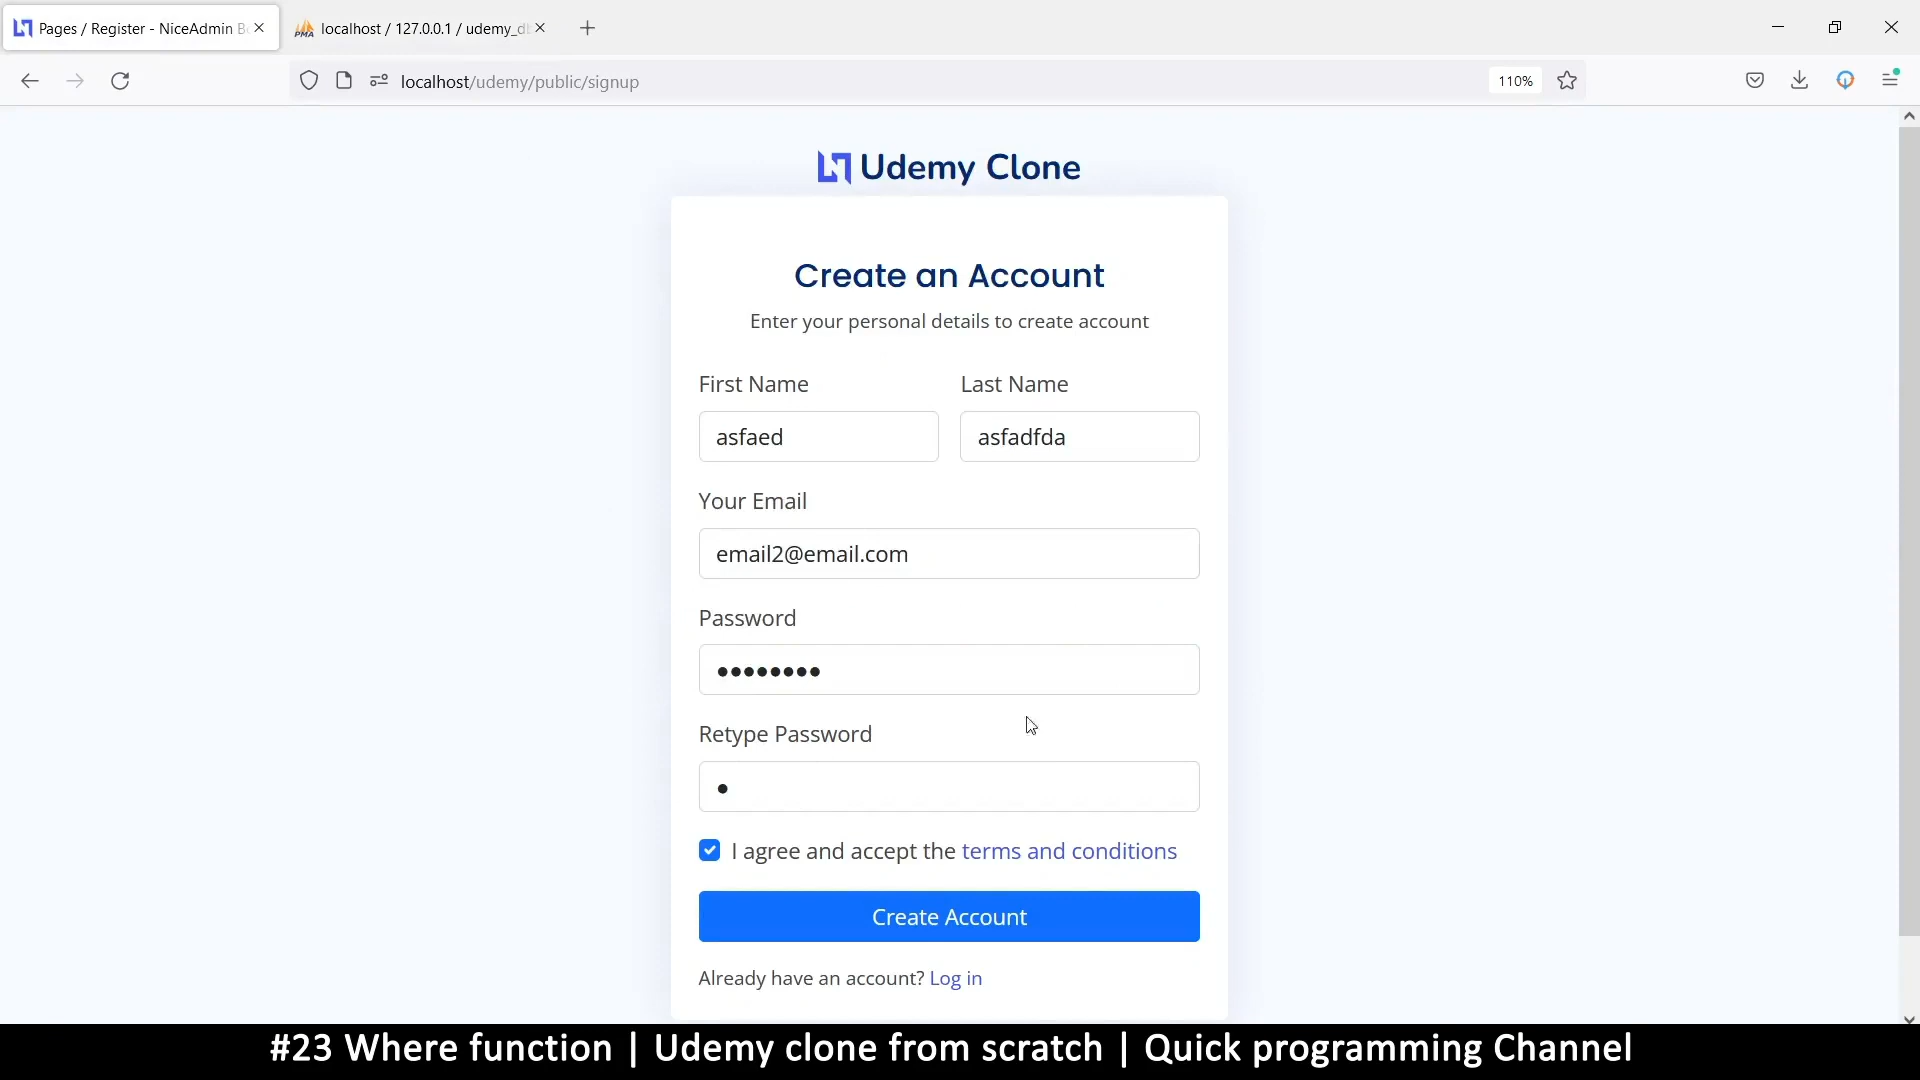 Pages / Register - NiceAdmin B
localhost / 127.0.0.1 / udemy_d
localhost/udemy/public/signup
110%
Udemy Clone
Create an Account
Enter your personal details to create account
First Name
Last Name
asfaed
asfadfda
Your Email
email2@email.com
Password
Retype Password
I agree and accept the terms and conditions
Create Account
Already have an account? Log in
#23 Where function | Udemy clone from scratch | Quick programming Channel